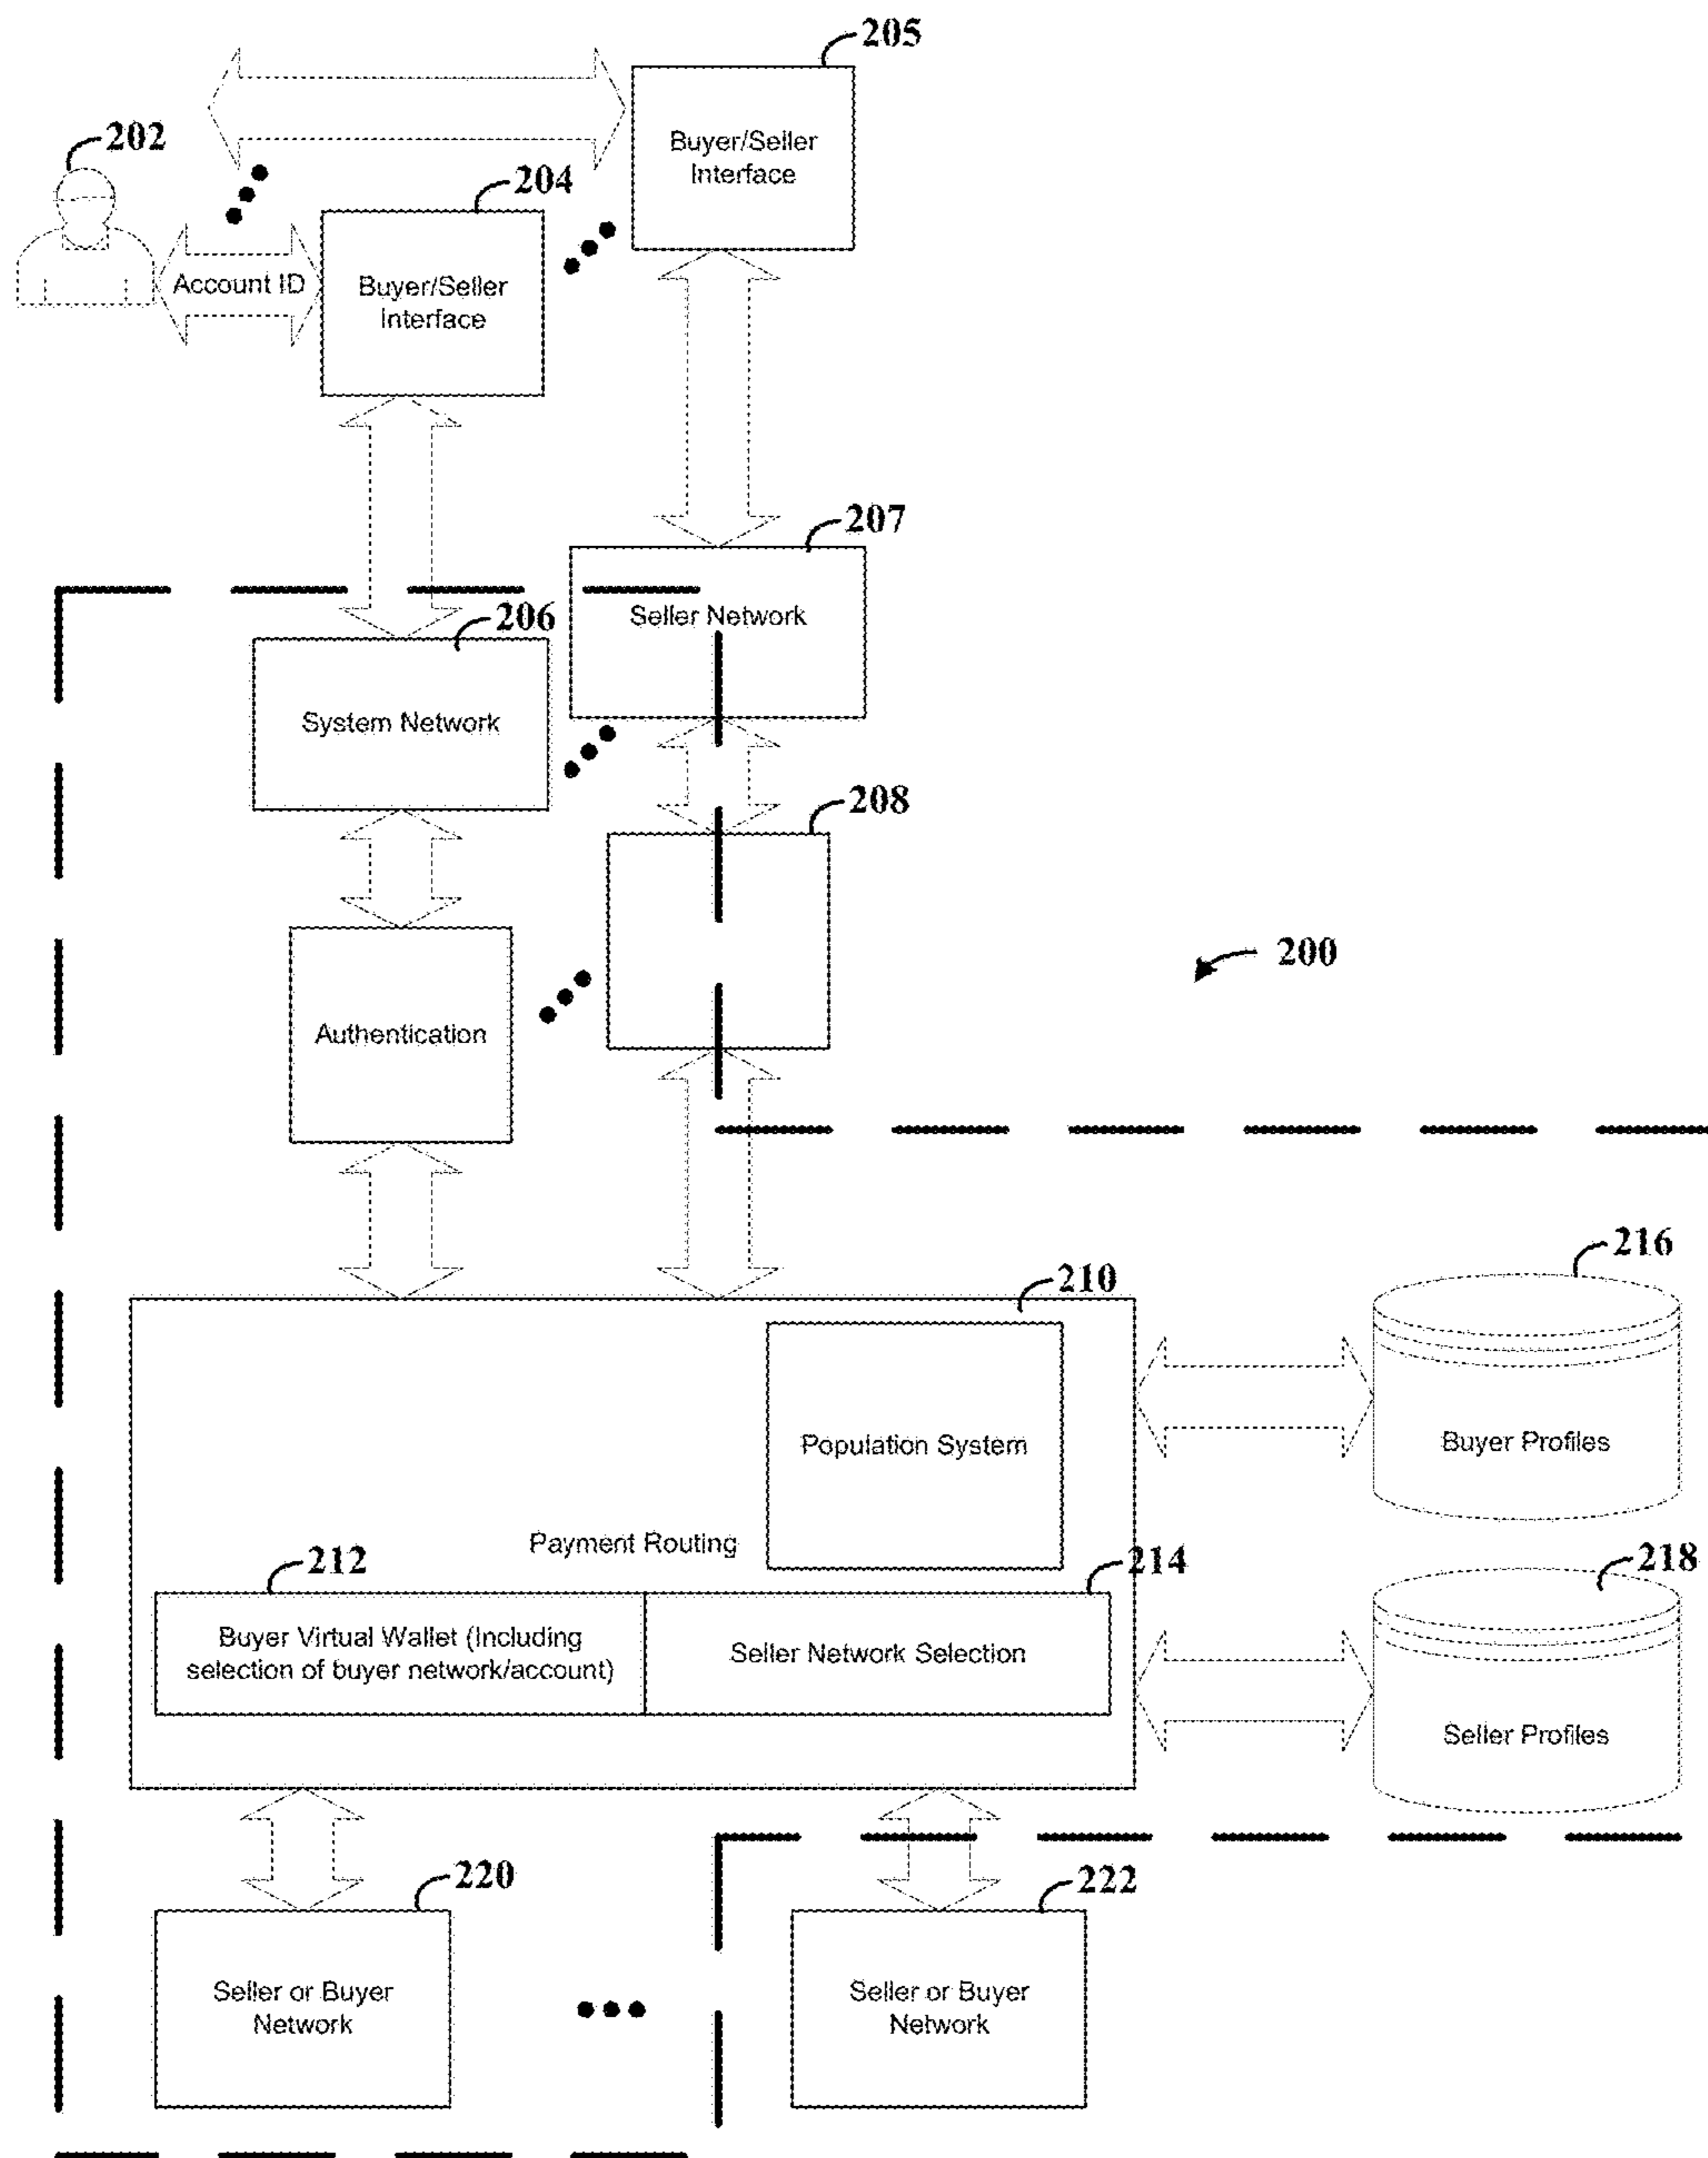 205
202
Buyer/Seller
Interface
204
Account ID
Buyer/Seller
Interface
207
206
Seller Network
System Network
208
200
Authentication
216
210
Population System
Buyer Profiles
Payment Routing
212
214
218
Buyer Virtual Wallet (Including
selection of buyer network/account)
Seller Network Selection
Seller Profiles
220
222
Seller or Buyer
Network
Seller or Buyer
Network